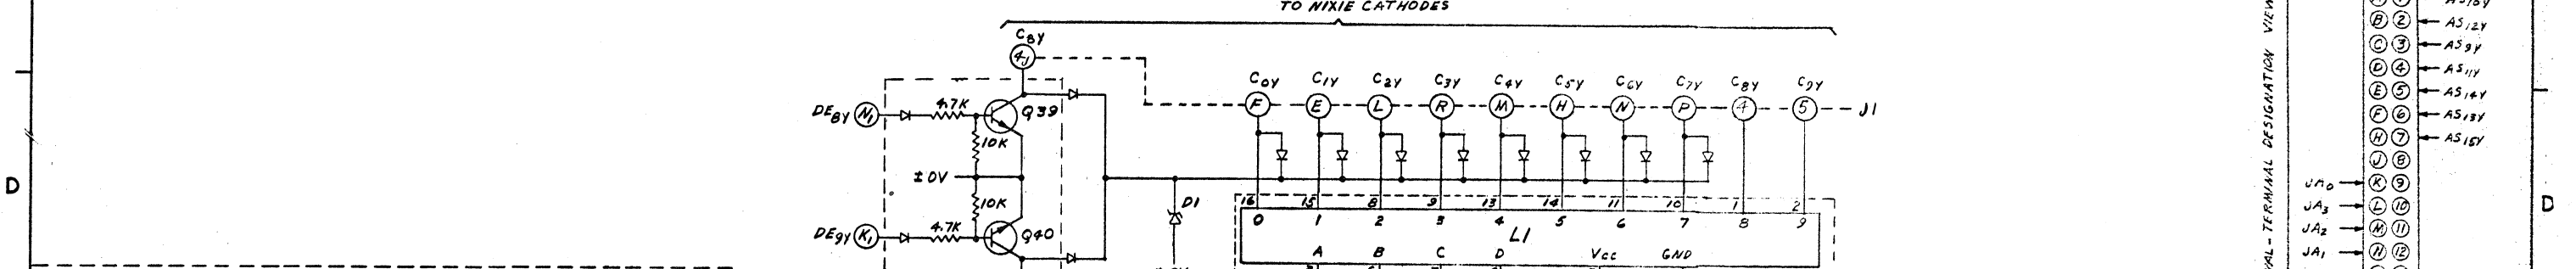 TO NIXIE CATHODES
C8Y
4J
C0Y C1Y C2Y C3Y C4Y C5Y C6Y C7Y C8Y C9Y
F E L R M H N P 4 5 J1
DE8Y N1 4.7K Q39
10K
±0V
10K
DE9Y K1 4.7K Q40
D1
16 15 8 9 13 14 11 10 1 2
0 1 2 3 4 5 6 7 8 9
L1
A B C D VCC GND
D
TERMINAL DESIGNATION VIEW
B 2 AS12Y
C 3 AS9Y
D 4 AS11Y
E 5 AS14Y
F 6 AS13Y
H 7 AS15Y
J 8
JA0 K 9
JA3 L 10
JA2 M 11
JA1 N 12
D